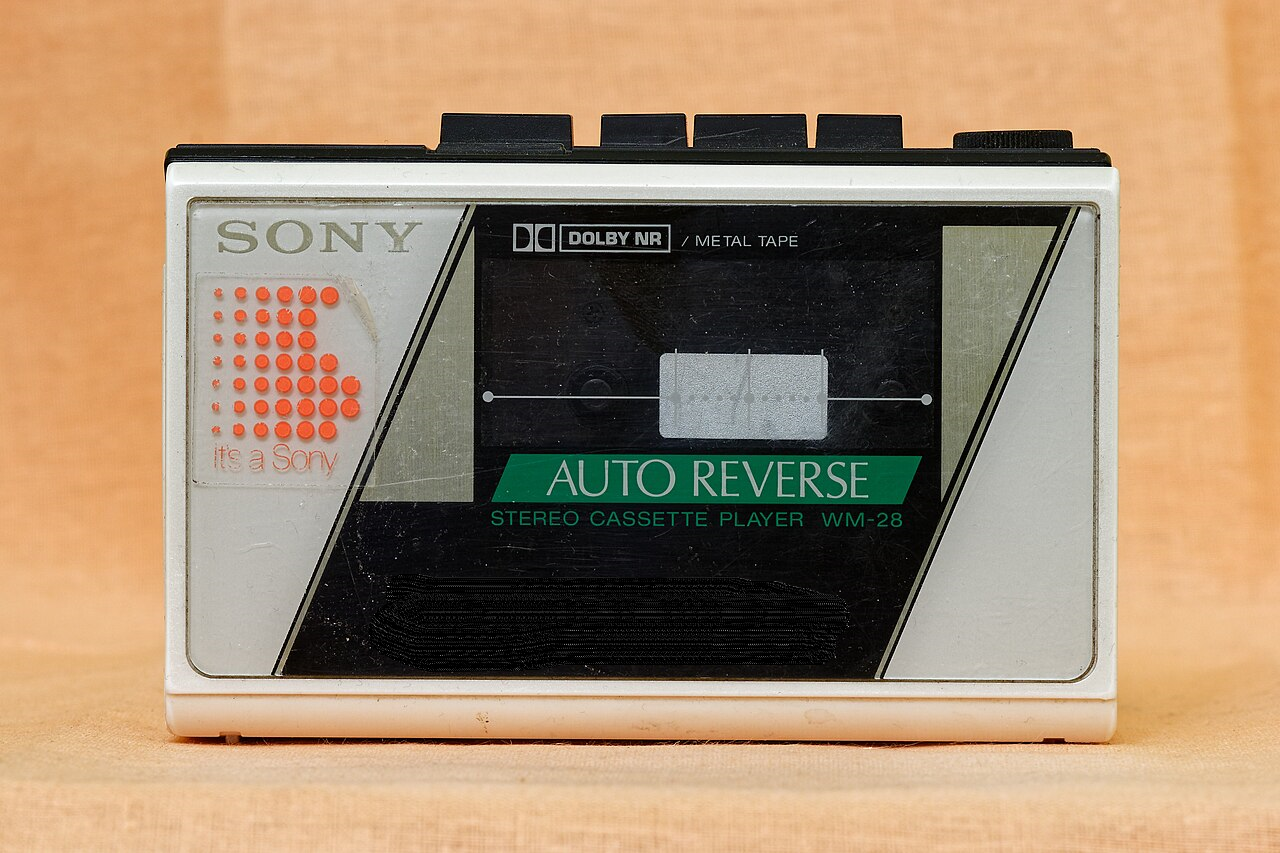 SONY
DOLBY NR / METAL TAPE
it's a Sony
AUTO REVERSE
STEREO CASSETTE PLAYER WM-28